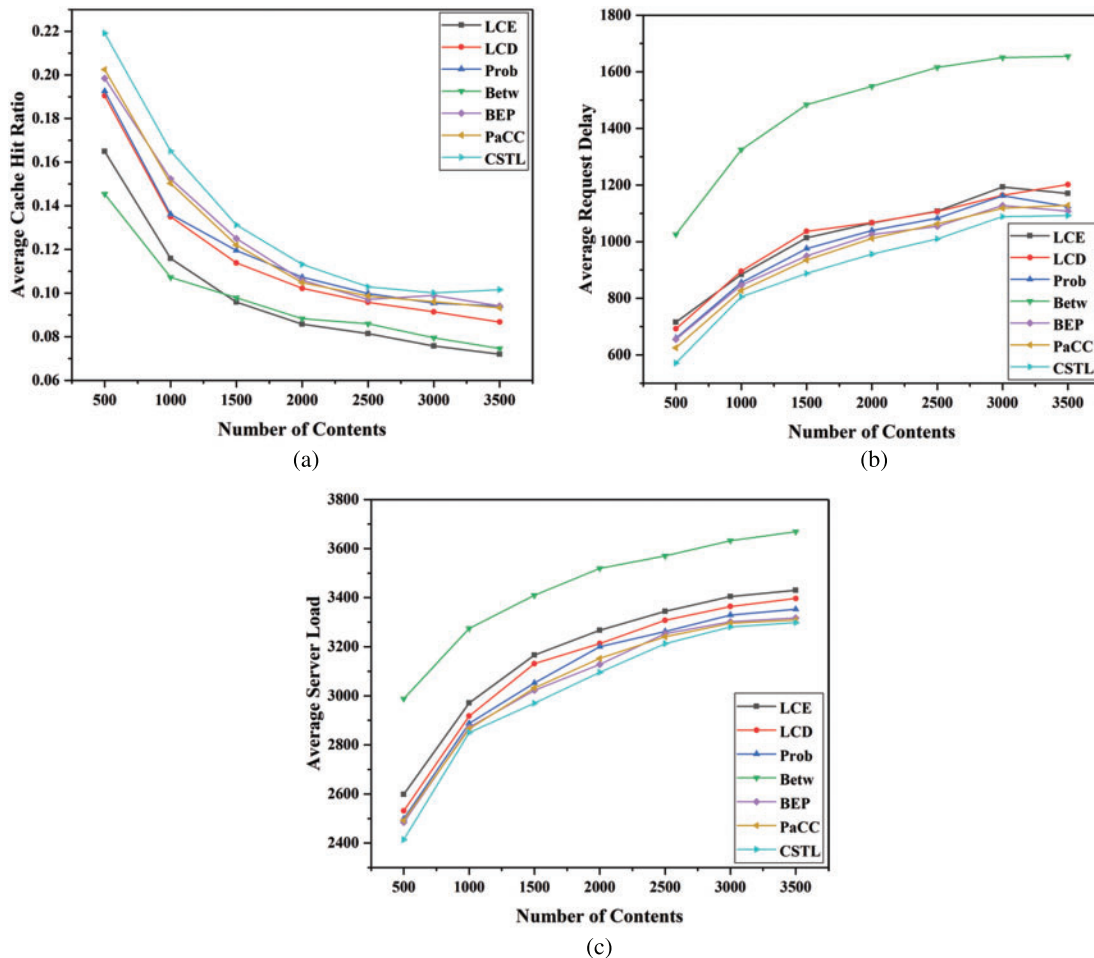 0.22
0.20
0.18
0.16
0.14
0.12
0.10
0.08
0.06
Average Cache Hit Ratio
500 1000 1500 2000 2500 3000 3500
Number of Contents
LCE
LCD
Prob
Betw
BEP
PaCC
CSTL
(a)
1800
1600
1400
1200
1000
800
600
Average Request Delay
500 1000 1500 2000 2500 3000 3500
Number of Contents
LCE
LCD
Prob
Betw
BEP
PaCC
CSTL
(b)
3800
3600
3400
3200
3000
2800
2600
2400
Average Server Load
500 1000 1500 2000 2500 3000 3500
Number of Contents
LCE
LCD
Prob
Betw
BEP
PaCC
CSTL
(c)